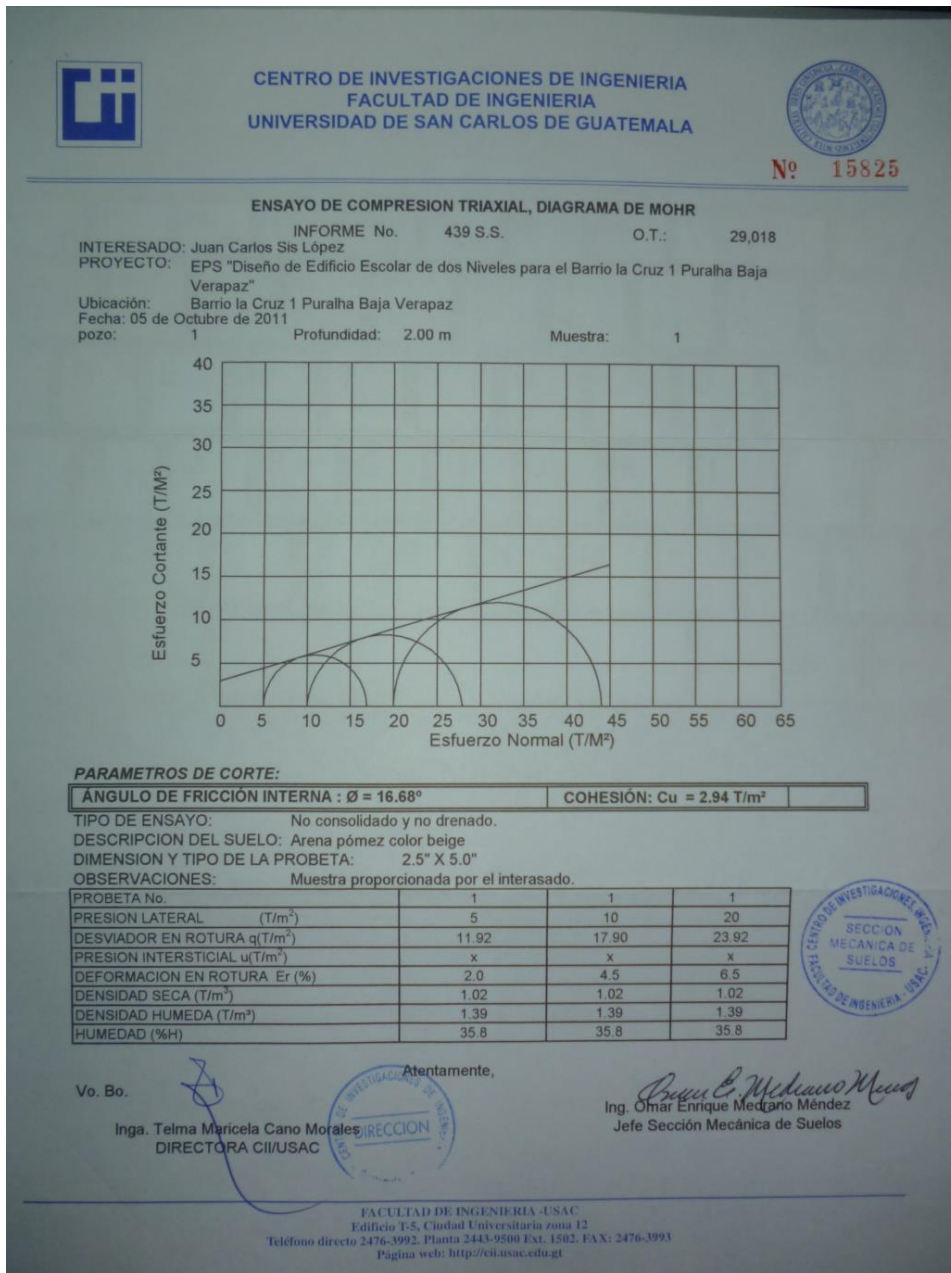 Cii
CENTRO DE INVESTIGACIONES DE INGENIERIA
FACULTAD DE INGENIERIA
UNIVERSIDAD DE SAN CARLOS DE GUATEMALA
Nº 15825
ENSAYO DE COMPRESION TRIAXIAL, DIAGRAMA DE MOHR
INFORME No. 439 S.S. O.T.: 29,018
INTERESADO: Juan Carlos Sis López
PROYECTO: EPS "Diseño de Edificio Escolar de dos Niveles para el Barrio la Cruz 1 Puralha Baja
Verapaz"
Ubicación: Barrio la Cruz 1 Puralha Baja Verapaz
Fecha: 05 de Octubre de 2011
pozo: 1 Profundidad: 2.00 m Muestra: 1
40
35
30
25
20
15
10
5
Esfuerzo Cortante (T/M²)
0 5 10 15 20 25 30 35 40 45 50 55 60 65
Esfuerzo Normal (T/M²)
PARAMETROS DE CORTE:
ÁNGULO DE FRICCIÓN INTERNA : Ø = 16.68º COHESIÓN: Cu = 2.94 T/m²
TIPO DE ENSAYO: No consolidado y no drenado.
DESCRIPCION DEL SUELO: Arena pómez color beige
DIMENSION Y TIPO DE LA PROBETA: 2.5" X 5.0"
OBSERVACIONES: Muestra proporcionada por el interasado.
PROBETA No. 1 1 1
PRESION LATERAL (T/m²) 5 10 20
DESVIADOR EN ROTURA q(T/m²) 11.92 17.90 23.92
PRESION INTERSTICIAL u(T/m²) x x x
DEFORMACION EN ROTURA Er (%) 2.0 4.5 6.5
DENSIDAD SECA (T/m³) 1.02 1.02 1.02
DENSIDAD HUMEDA (T/m³) 1.39 1.39 1.39
HUMEDAD (%H) 35.8 35.8 35.8
CENTRO DE INVESTIGACIONES INGENIERIA
SECCION
MECANICA DE
SUELOS
FACULTAD DE INGENIERIA - USAC
Atentamente,
Vo. Bo.
Inga. Telma Maricela Cano Morales
DIRECTORA CII/USAC
DIRECCION
Ing. Omar Enrique Medrano Méndez
Jefe Sección Mecánica de Suelos
FACULTAD DE INGENIERIA -USAC
Edificio T-5, Ciudad Universitaria zona 12
Teléfono directo 2476-3992. Planta 2443-9500 Ext. 1502. FAX: 2476-3993
Página web: http://cii.usac.edu.gt